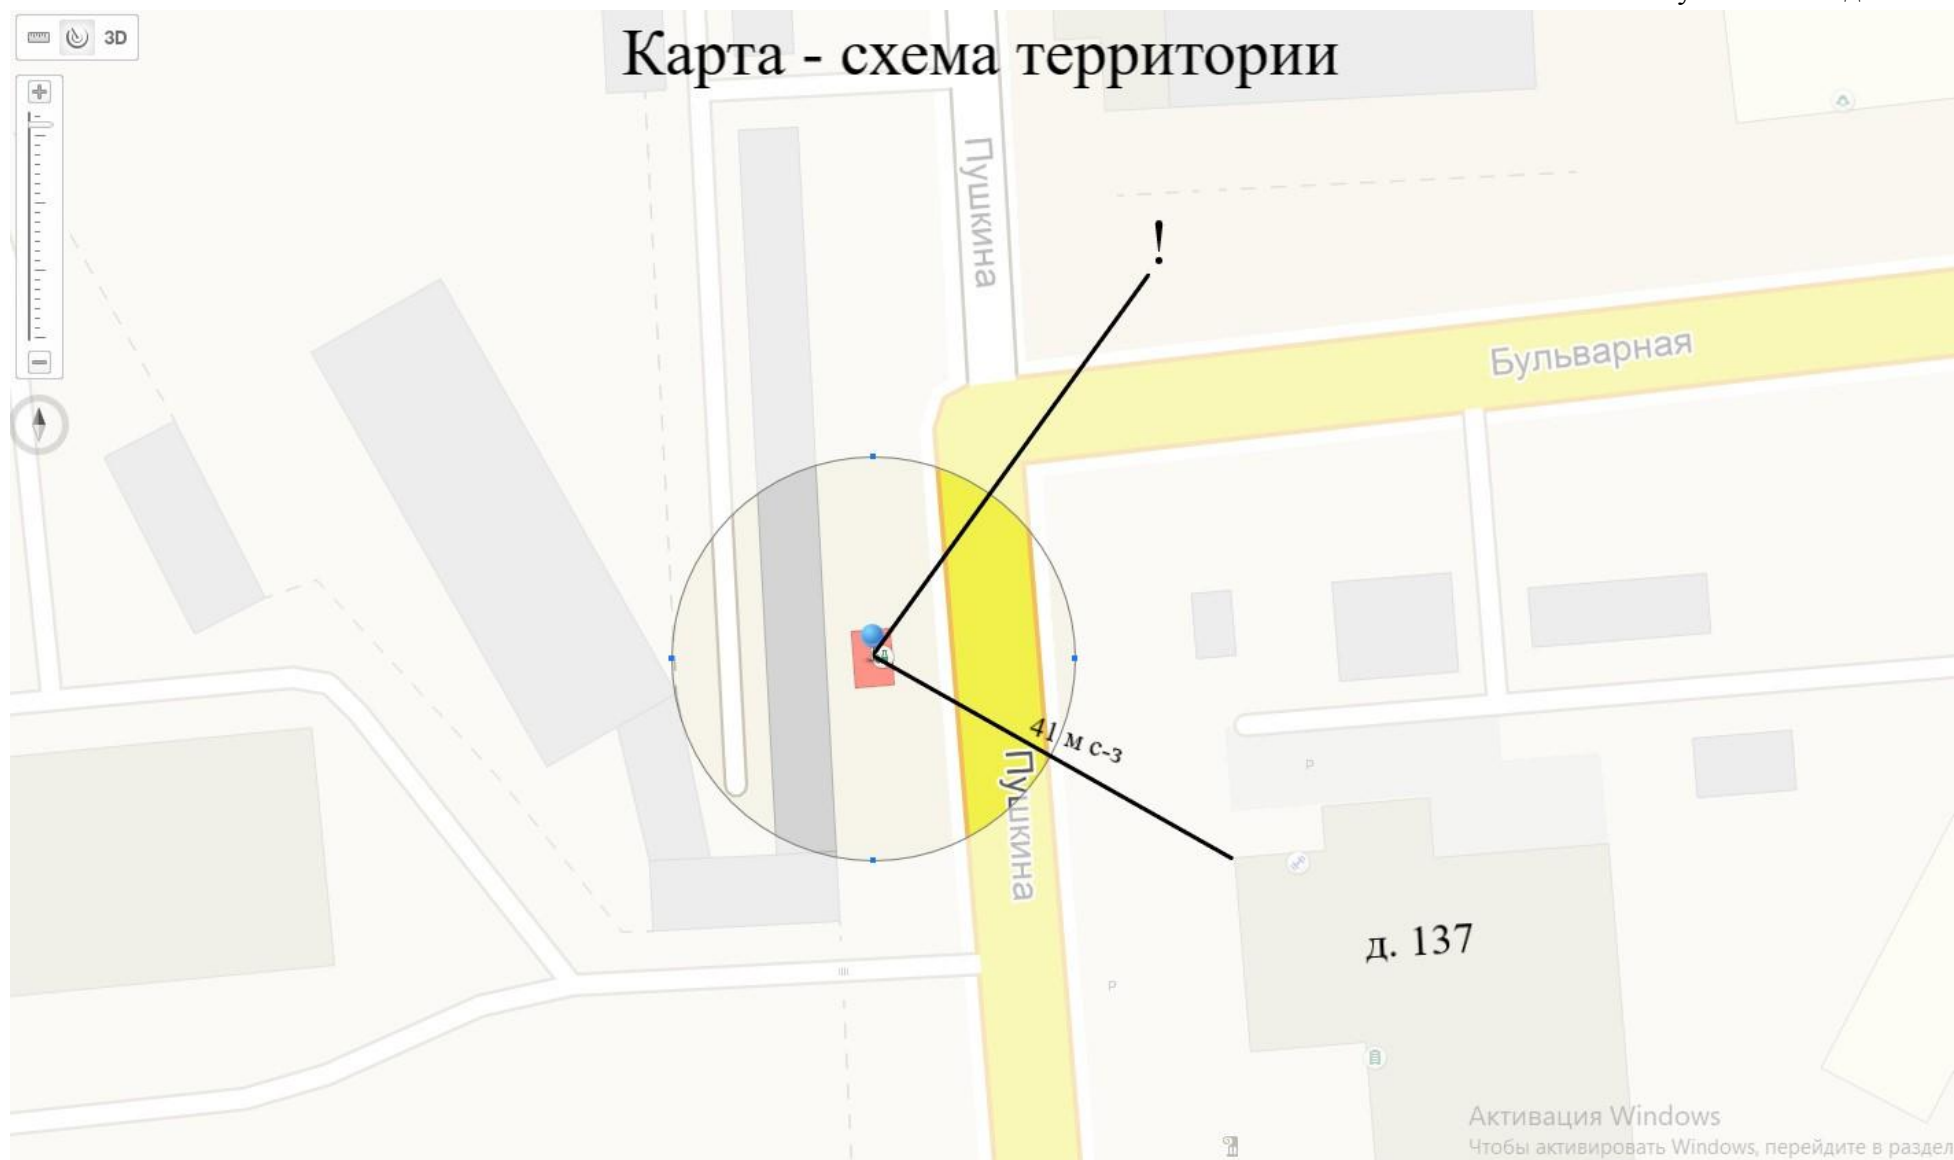 3D
Карта - схема территории
Пушкина
!
Бульварная
41 м с-з
Пушкина
P
д. 137
P
Активация Windows
Чтобы активировать Windows, перейдите в раздел